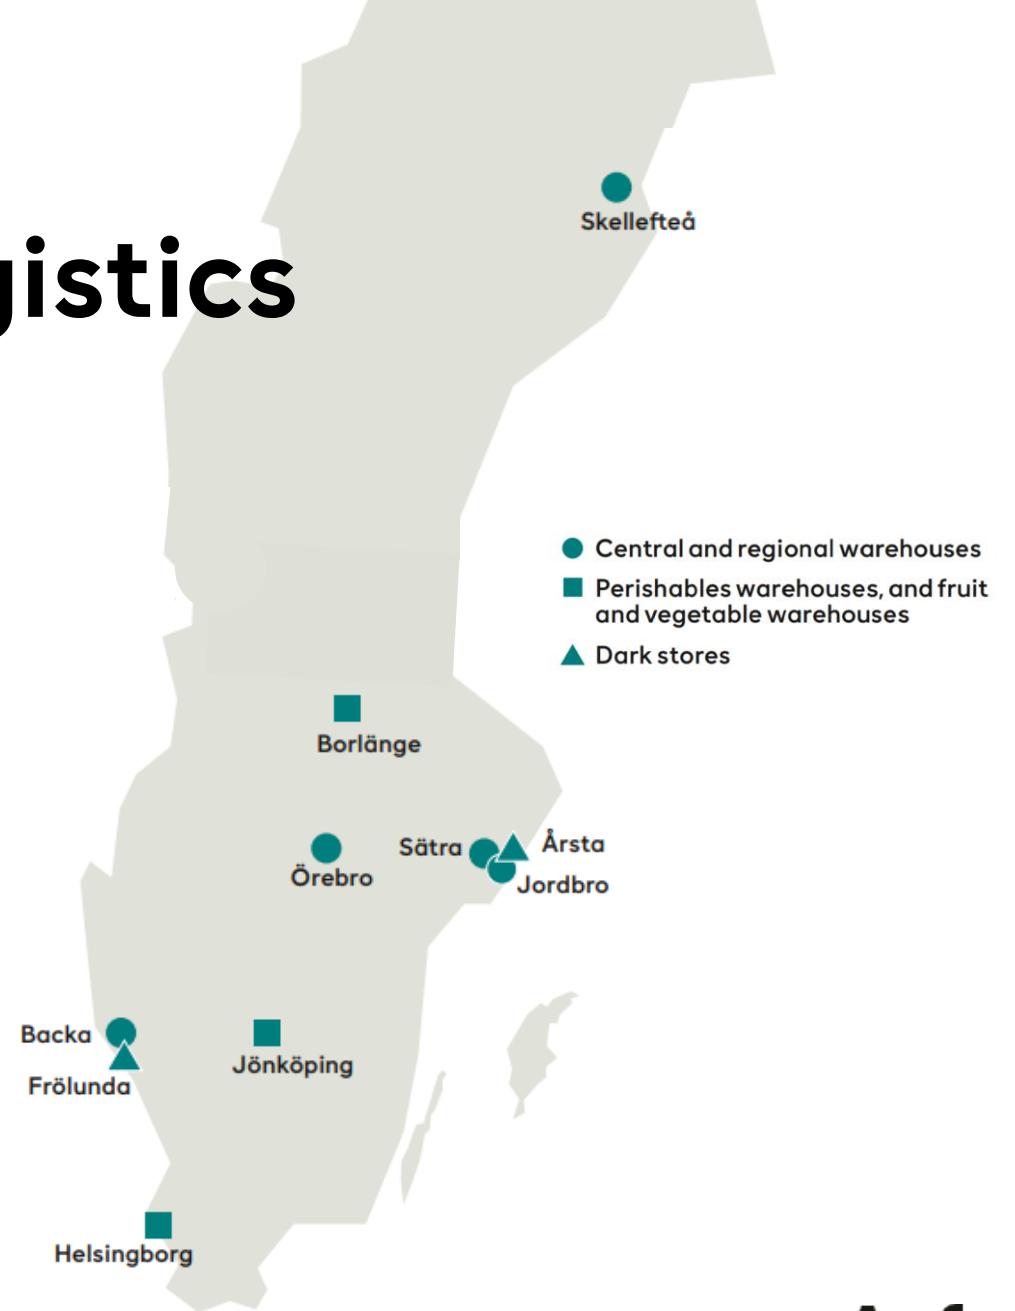 Skellefteå
gistics
Central and regional warehouses
Perishables warehouses, and fruit
and vegetable warehouses
Dark stores
Borlänge
Sätra
Årsta
Örebro
Jordbro
Backa
Jönköping
Frölunda
Helsingborg